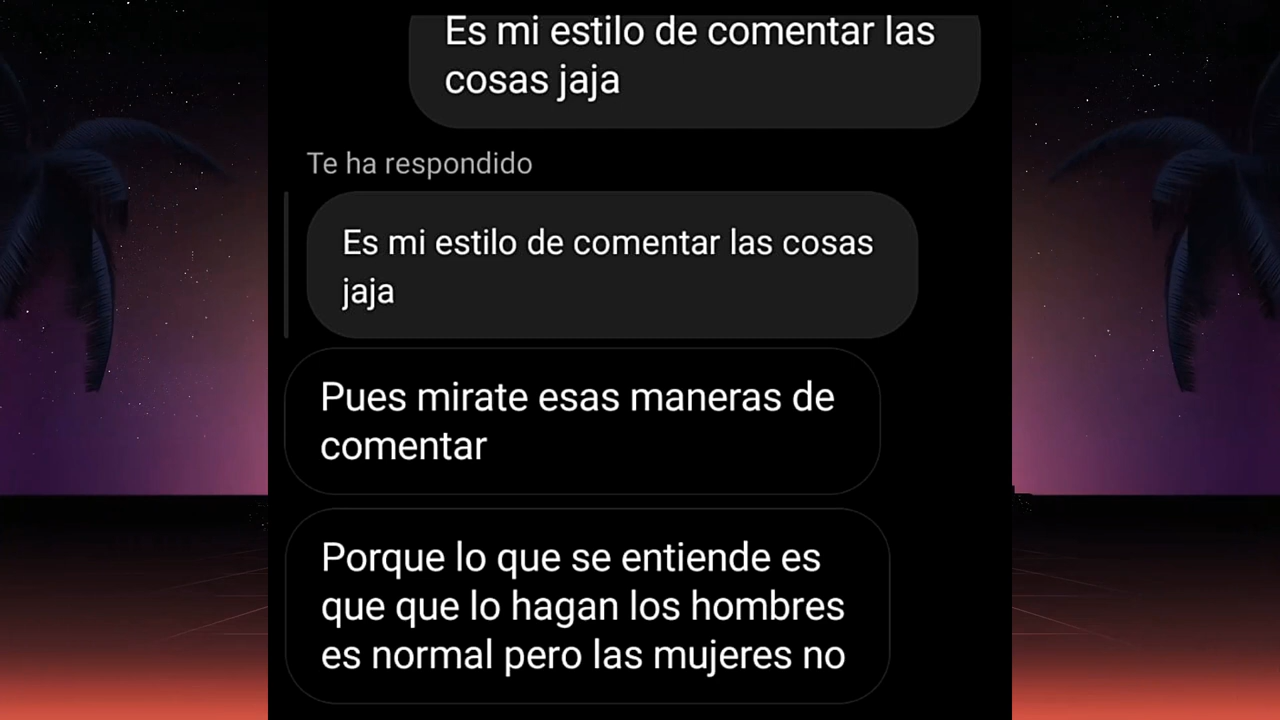 Es mi estilo de comentar las
cosas jaja
Te ha respondido
Es mi estilo de comentar las cosas
jaja
Pues mirate esas maneras de
comentar
Porque lo que se entiende es
que que lo hagan los hombres
es normal pero las mujeres no